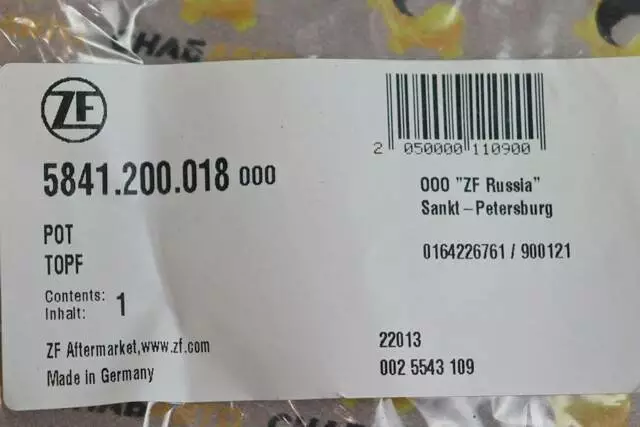 СНАБ
ZF
5841.200.018 000
POT
TOPF
Contents: 1
Inhalt:
ZF Aftermarket,www.zf.com
Made in Germany
2 050000 110900
OOO "ZF Russia"
Sankt-Petersburg
0164226761 / 900121
22013
002 5543 109